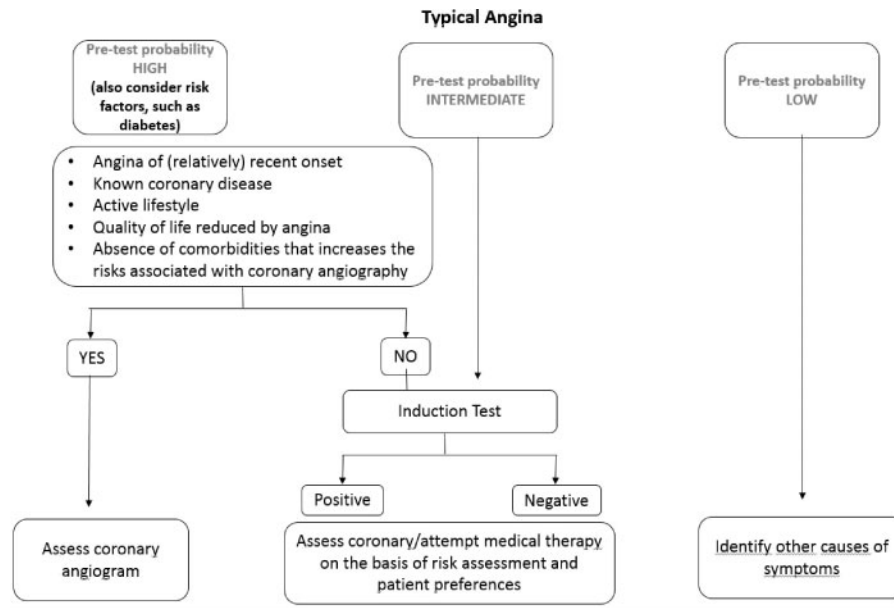 Typical Angina
Pre-test probability
HIGH
(also consider risk
factors, such as
diabetes)
Pre-test probability
INTERMEDIATE
Pre-test probability
LOW
• Angina of (relatively) recent onset
• Known coronary disease
• Active lifestyle
• Quality of life reduced by angina
• Absence of comorbidities that increases the
risks associated with coronary angiography
YES
NO
Induction Test
Positive
Negative
Assess coronary
angiogram
Assess coronary/attempt medical therapy
on the basis of risk assessment and
patient preferences
Identify other causes of
symptoms